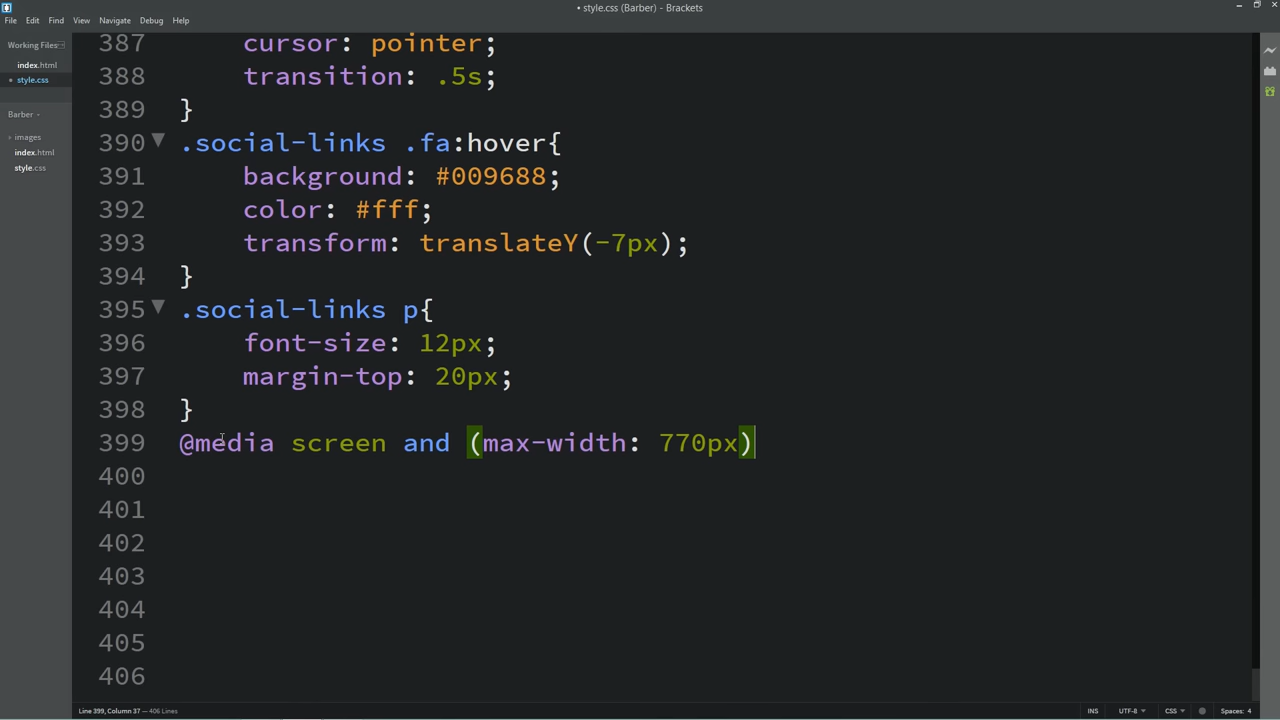 • style.css (Barber) - Brackets
File Edit Find View Navigate Debug Help
Working Files
index.html
• style.css
Barber
images
index.html
style.css
387 cursor: pointer;
388 transition: .5s;
389 }
390 .social-links .fa:hover{
391 background: #009688;
392 color: #fff;
393 transform: translateY(-7px);
394 }
395 .social-links p{
396 font-size: 12px;
397 margin-top: 20px;
398 }
399 @media screen and (max-width: 770px)
400
401
402
403
404
405
406
Line 399, Column 37 — 406 Lines
INS UTF-8 CSS Spaces: 4